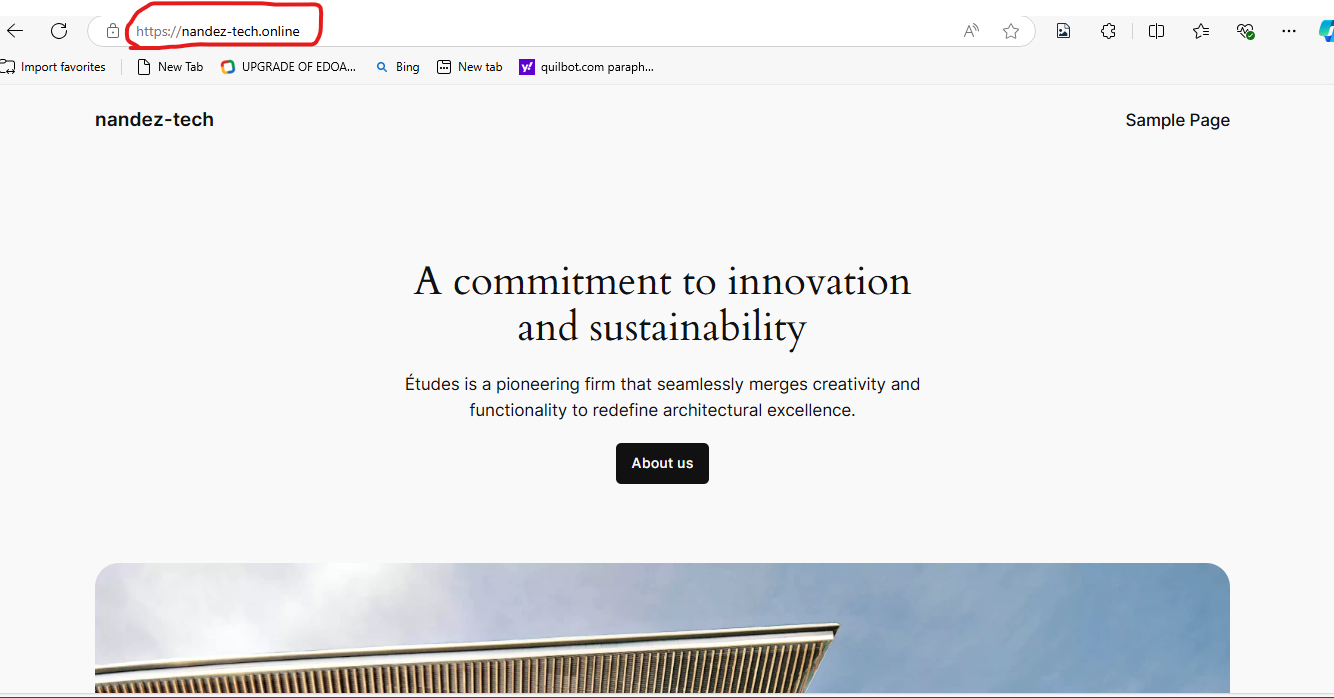 https://nandez-tech.online
Import favorites New Tab UPGRADE OF EDOA... Bing New tab quilbot.com paraph...
nandez-tech Sample Page
A commitment to innovation
and sustainability
Études is a pioneering firm that seamlessly merges creativity and
functionality to redefine architectural excellence.
About us